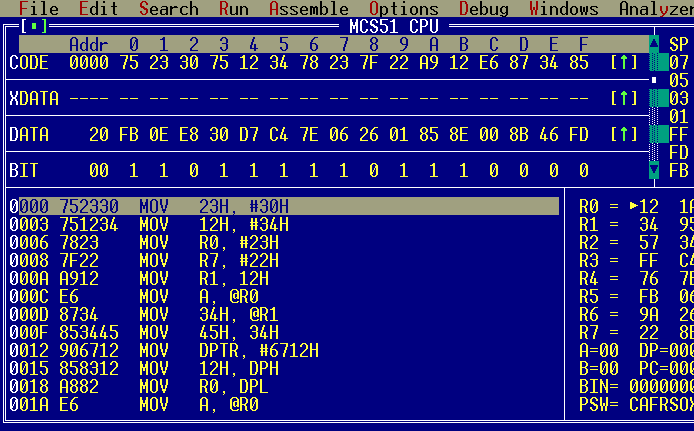 File Edit Search Run Assemble Options Debug Windows Analyzer
[▪] MCS51 CPU
Addr 0 1 2 3 4 5 6 7 8 9 A B C D E F SP
CODE 0000 75 23 30 75 12 34 78 23 7F 22 A9 12 E6 87 34 85 [↑] 07
05
XDATA ---- -- -- -- -- -- -- -- -- -- -- -- -- -- -- -- -- [↑] 03
01
DATA 20 FB 0E E8 30 D7 C4 7E 06 26 01 85 8E 00 8B 46 FD [↑] FF
FD
BIT 00 1 1 0 1 1 1 1 1 0 1 1 1 0 0 0 0 FB
0000 752330 MOV 23H, #30H R0 = ►12 1A
0003 751234 MOV 12H, #34H R1 = 34 95
0006 7823 MOV R0, #23H R2 = 57 34
0008 7F22 MOV R7, #22H R3 = FF C4
000A A912 MOV R1, 12H R4 = 76 7E
000C E6 MOV A, @R0 R5 = FB 06
000D 8734 MOV 34H, @R1 R6 = 9A 26
000F 853445 MOV 45H, 34H R7 = 22 8B
0012 906712 MOV DPTR, #6712H A=00 DP=000
0015 858312 MOV 12H, DPH B=00 PC=000
0018 A882 MOV R0, DPL BIN= 0000000
001A E6 MOV A, @R0 PSW= CAFRSOX